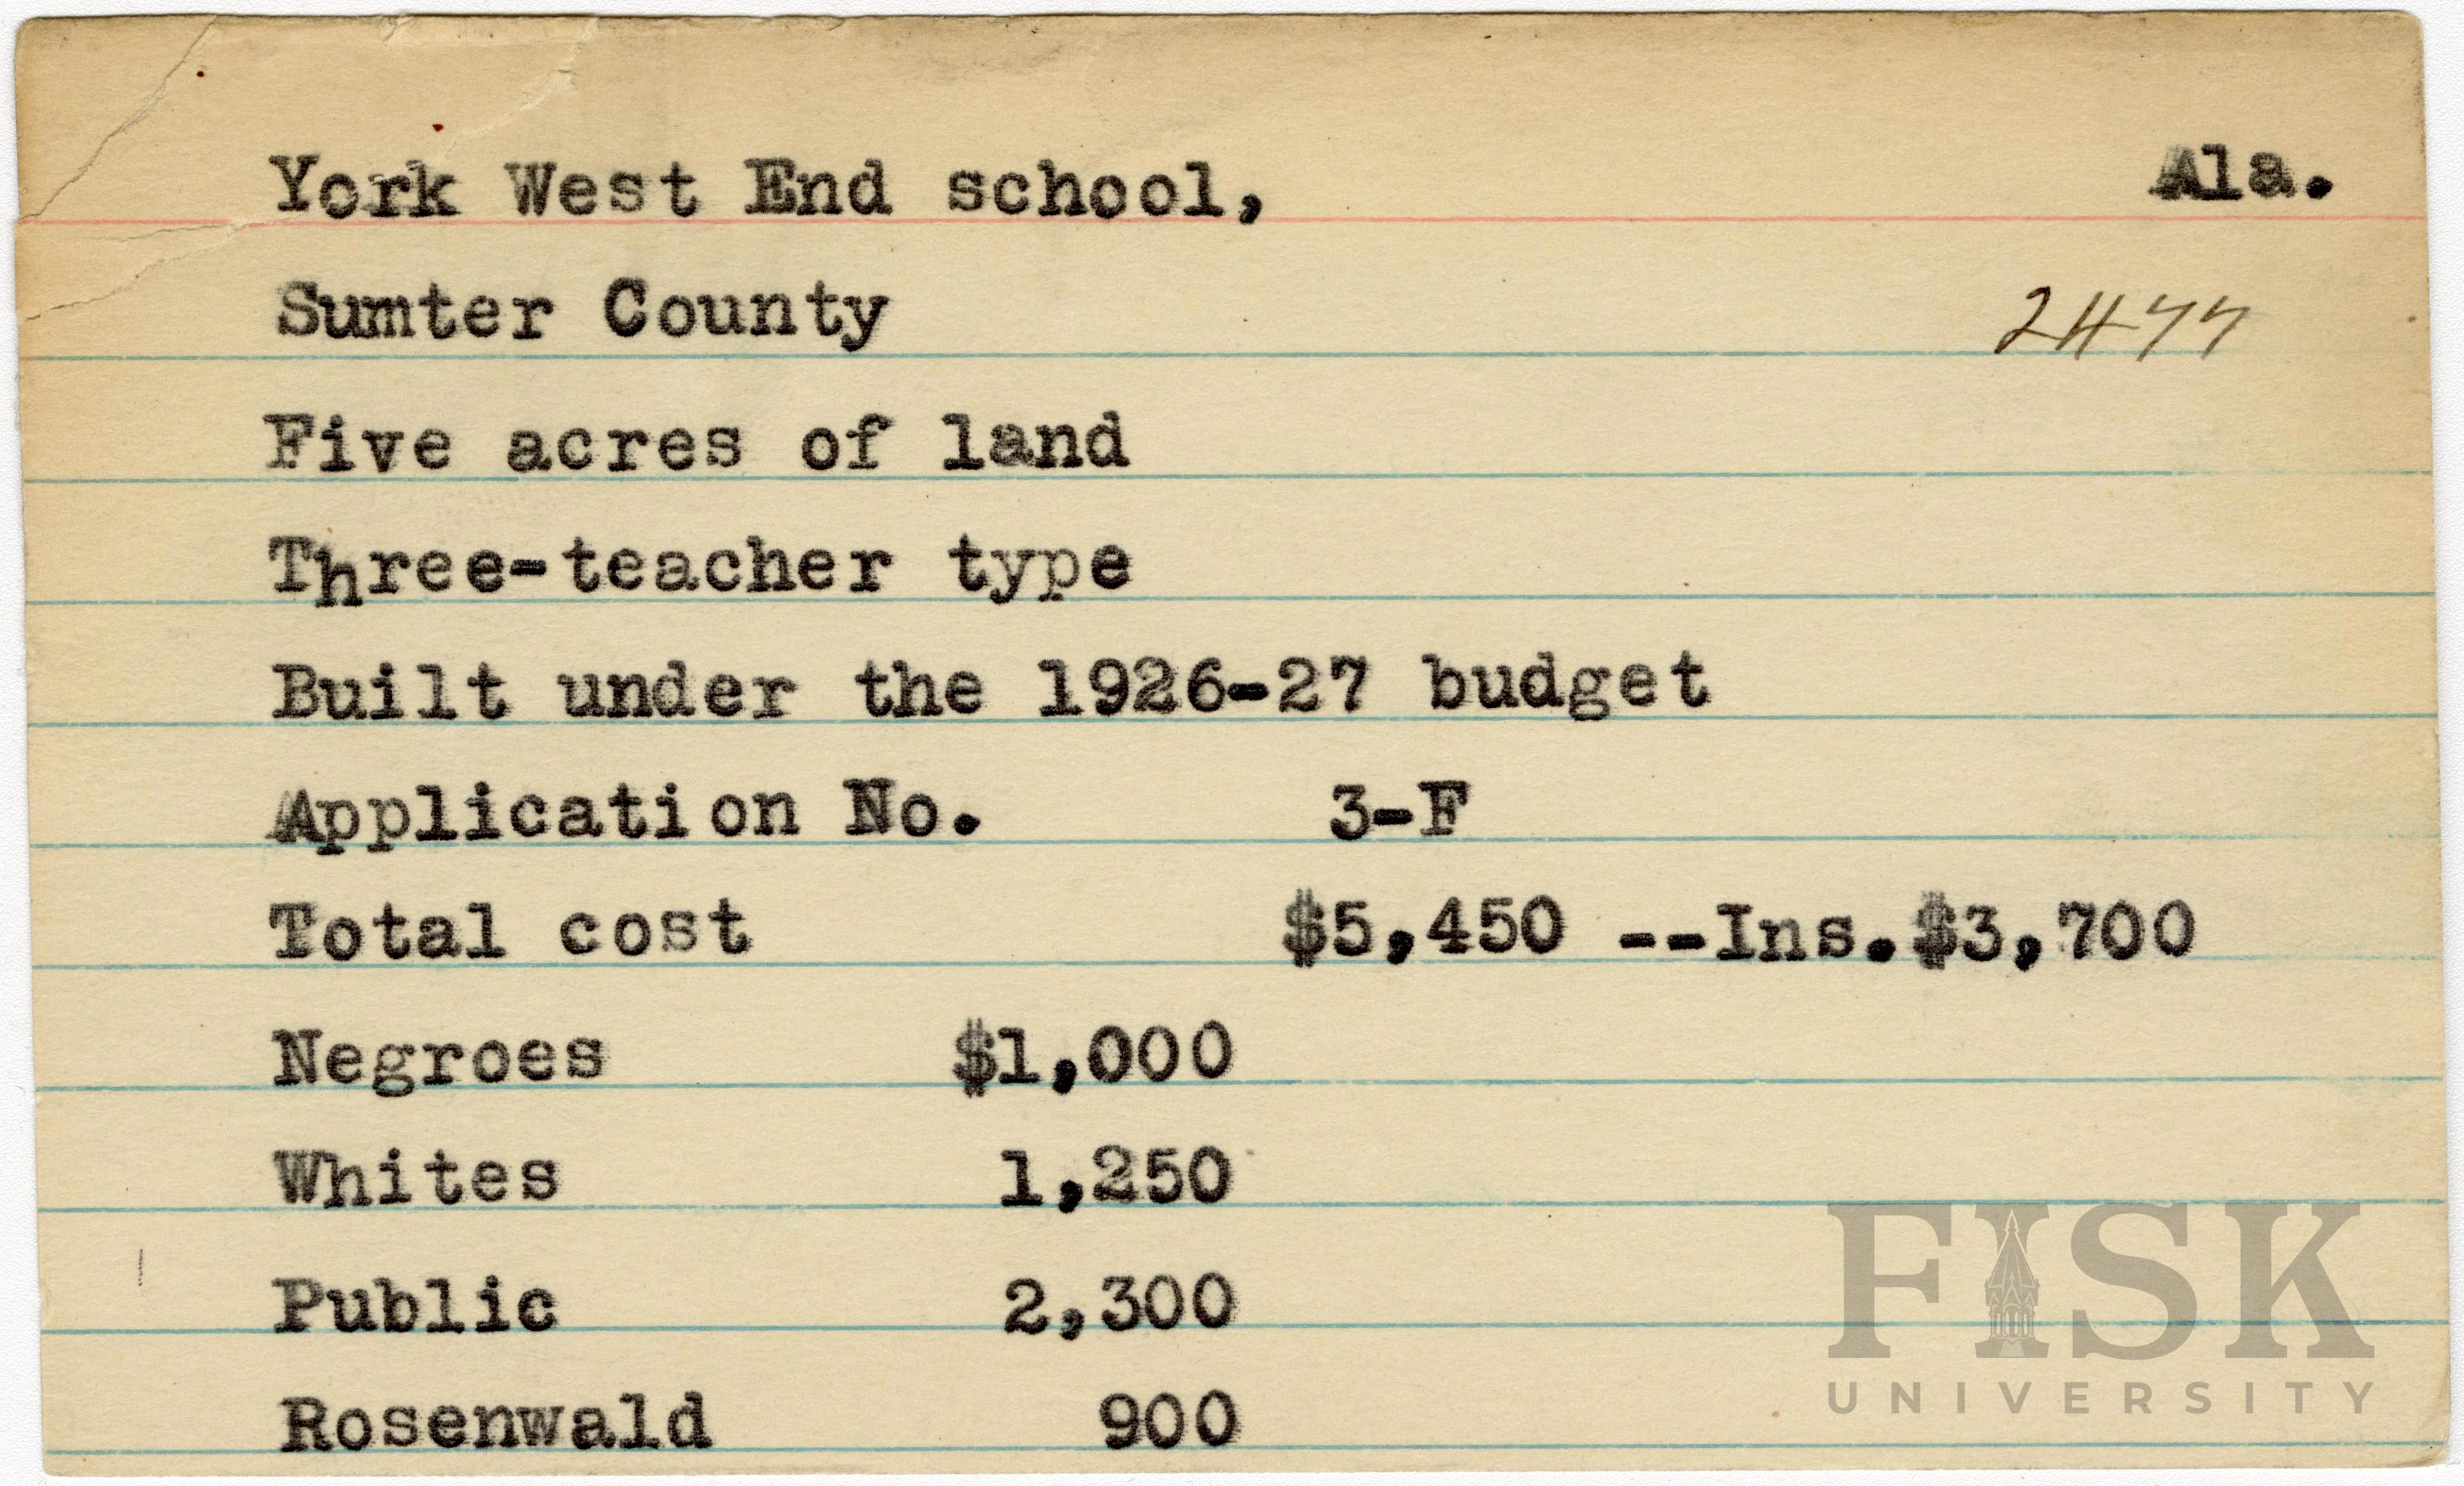 York West End school, Ala.
Sumter County 2477
Five acres of land
Three-teacher type
Built under the 1926-27 budget
Application No. 3-F
Total cost $5,450 --Ins.$3,700
Negroes $1,000
Whites 1,250
Public 2,300
Rosenwald 900
FISK
UNIVERSITY